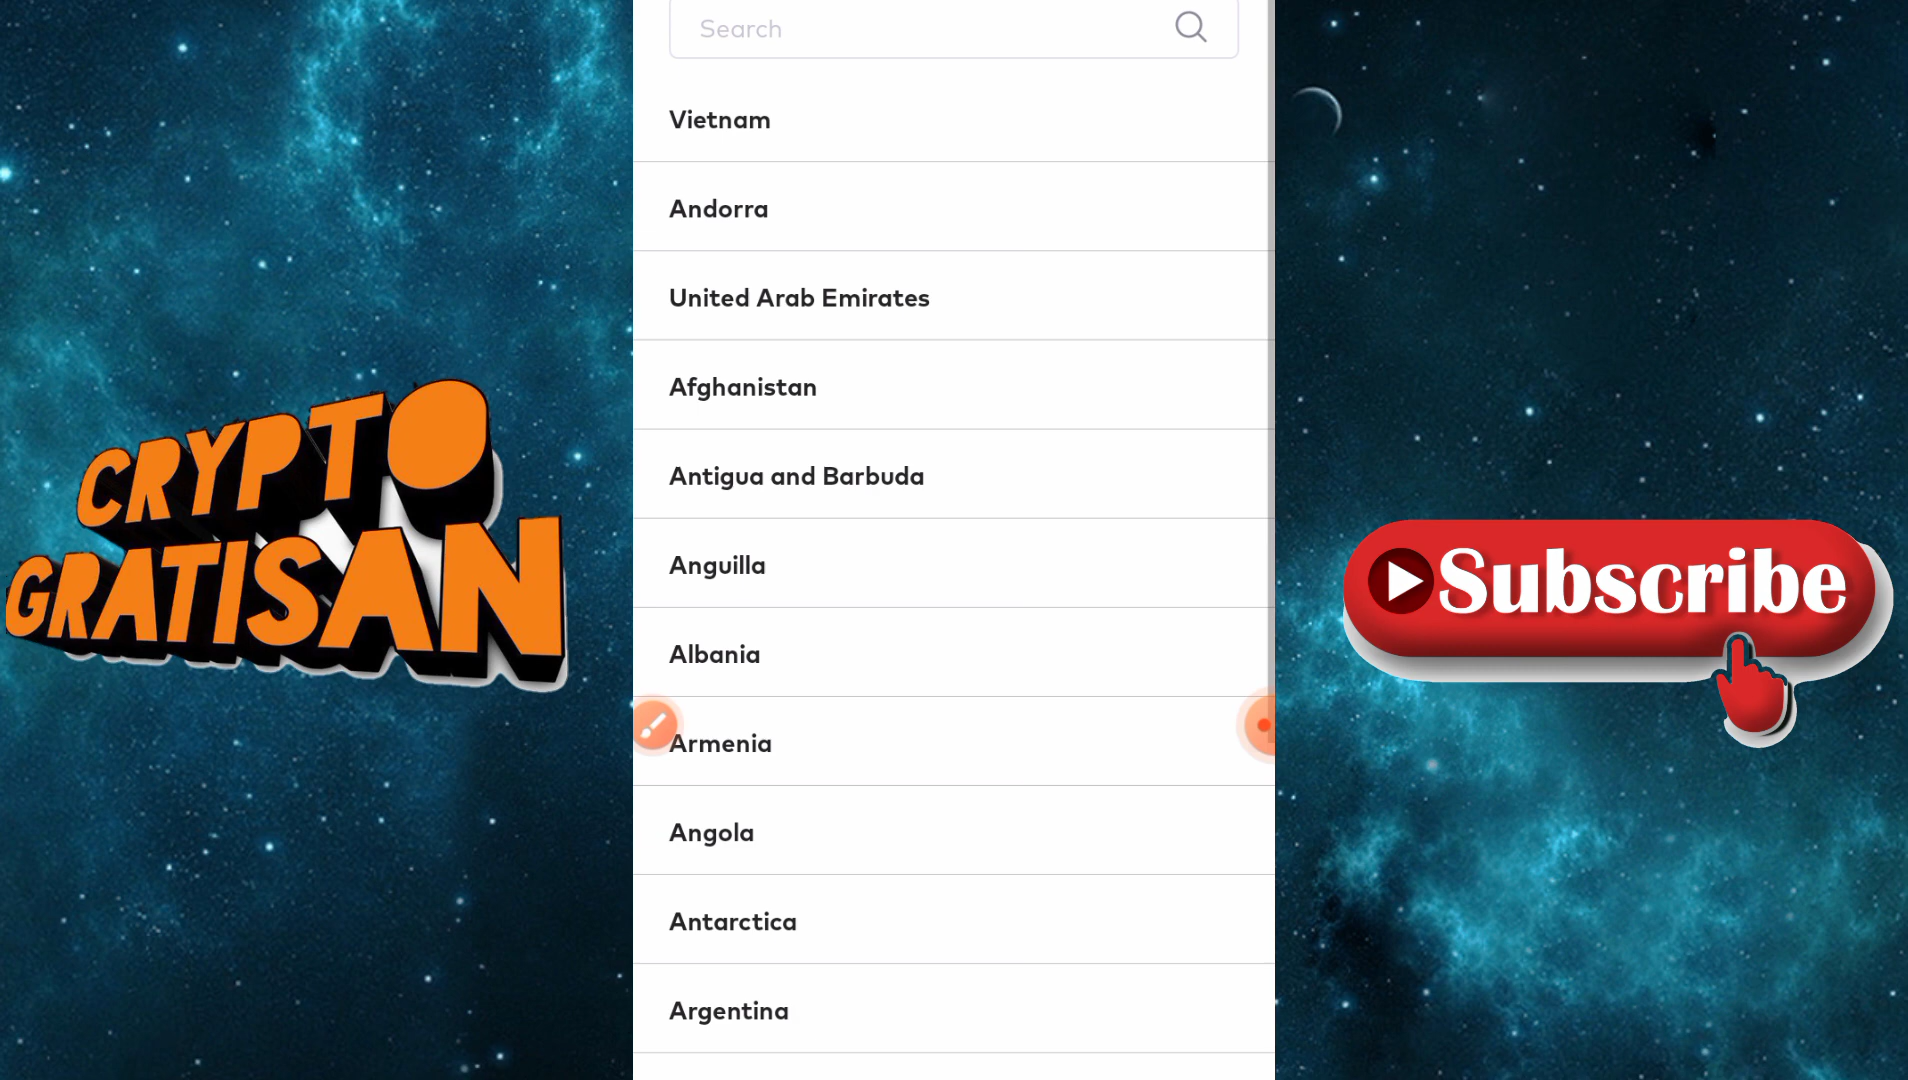 Search
Vietnam
Andorra
United Arab Emirates
Afghanistan
Antigua and Barbuda
Anguilla
Albania
Armenia
Angola
Antarctica
Argentina
CRYPTO
GRATISAN
Subscribe